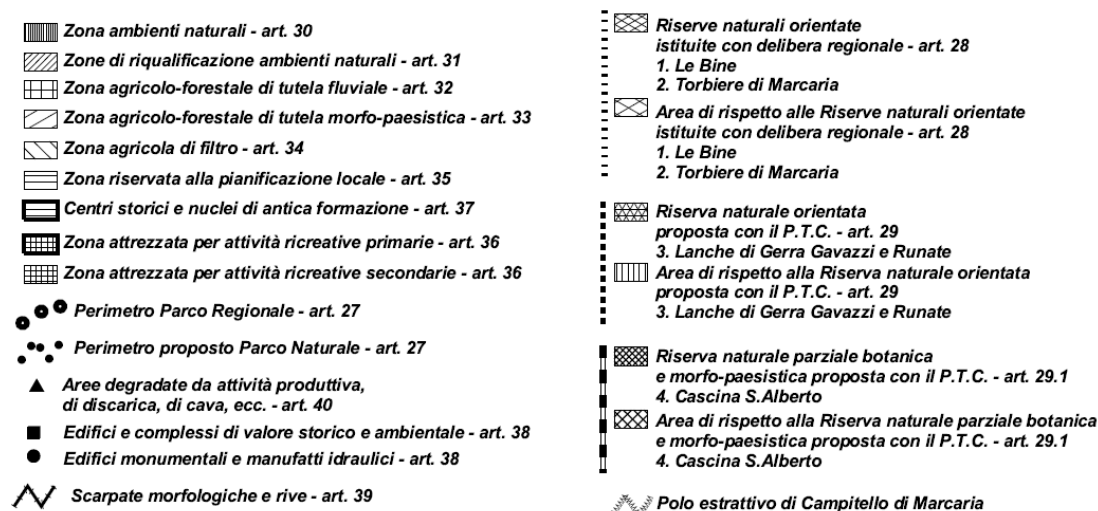 Zona ambienti naturali - art. 30
Zone di riqualificazione ambienti naturali - art. 31
Zona agricolo-forestale di tutela fluviale - art. 32
Zona agricolo-forestale di tutela morfo-paesistica - art. 33
Zona agricola di filtro - art. 34
Zona riservata alla pianificazione locale - art. 35
Centri storici e nuclei di antica formazione - art. 37
Zona attrezzata per attività ricreative primarie - art. 36
Zona attrezzata per attività ricreative secondarie - art. 36
Perimetro Parco Regionale - art. 27
Perimetro proposto Parco Naturale - art. 27
Aree degradate da attività produttiva,
di discarica, di cava, ecc. - art. 40
Edifici e complessi di valore storico e ambientale - art. 38
Edifici monumentali e manufatti idraulici - art. 38
Scarpate morfologiche e rive - art. 39
Riserve naturali orientate
istituite con delibera regionale - art. 28
1. Le Bine
2. Torbiere di Marcaria
Area di rispetto alle Riserve naturali orientate
istituite con delibera regionale - art. 28
1. Le Bine
2. Torbiere di Marcaria
Riserva naturale orientata
proposta con il P.T.C. - art. 29
3. Lanche di Gerra Gavazzi e Runate
Area di rispetto alla Riserva naturale orientata
proposta con il P.T.C. - art. 29
3. Lanche di Gerra Gavazzi e Runate
Riserva naturale parziale botanica
e morfo-paesistica proposta con il P.T.C. - art. 29.1
4. Cascina S.Alberto
Area di rispetto alla Riserva naturale parziale botanica
e morfo-paesistica proposta con il P.T.C. - art. 29.1
4. Cascina S.Alberto
Polo estrattivo di Campitello di Marcaria